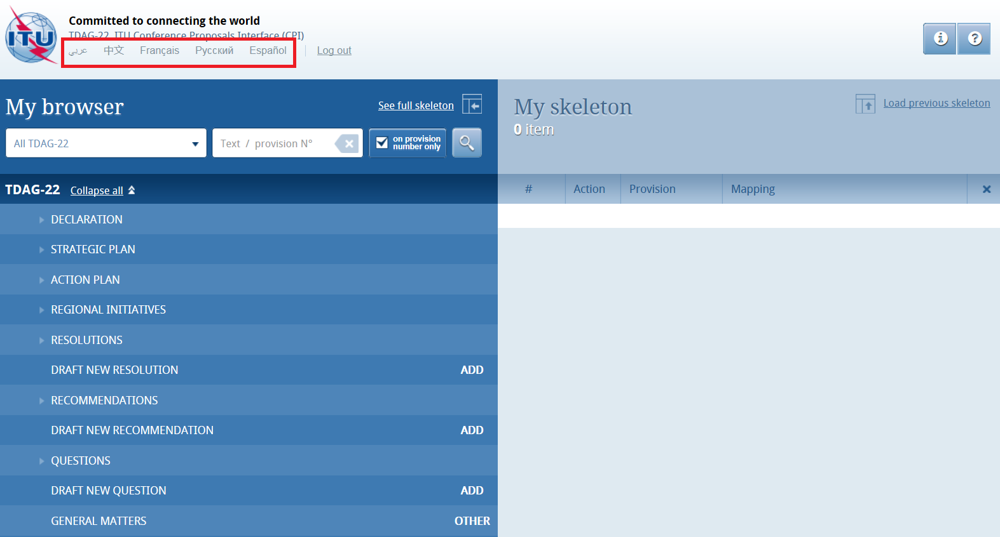 ITU
Committed to connecting the world
TDAG-22, ITU Conference Proposals Interface (CPI)
عربي 中文 Français Русский Español Log out
My browser
See full skeleton
All TDAG-22
Text / provision N°
on provision
number only
TDAG-22 Collapse all
DECLARATION
STRATEGIC PLAN
ACTION PLAN
REGIONAL INITIATIVES
RESOLUTIONS
DRAFT NEW RESOLUTION ADD
RECOMMENDATIONS
DRAFT NEW RECOMMENDATION ADD
QUESTIONS
DRAFT NEW QUESTION ADD
GENERAL MATTERS OTHER
My skeleton
0 item
Load previous skeleton
# Action Provision Mapping